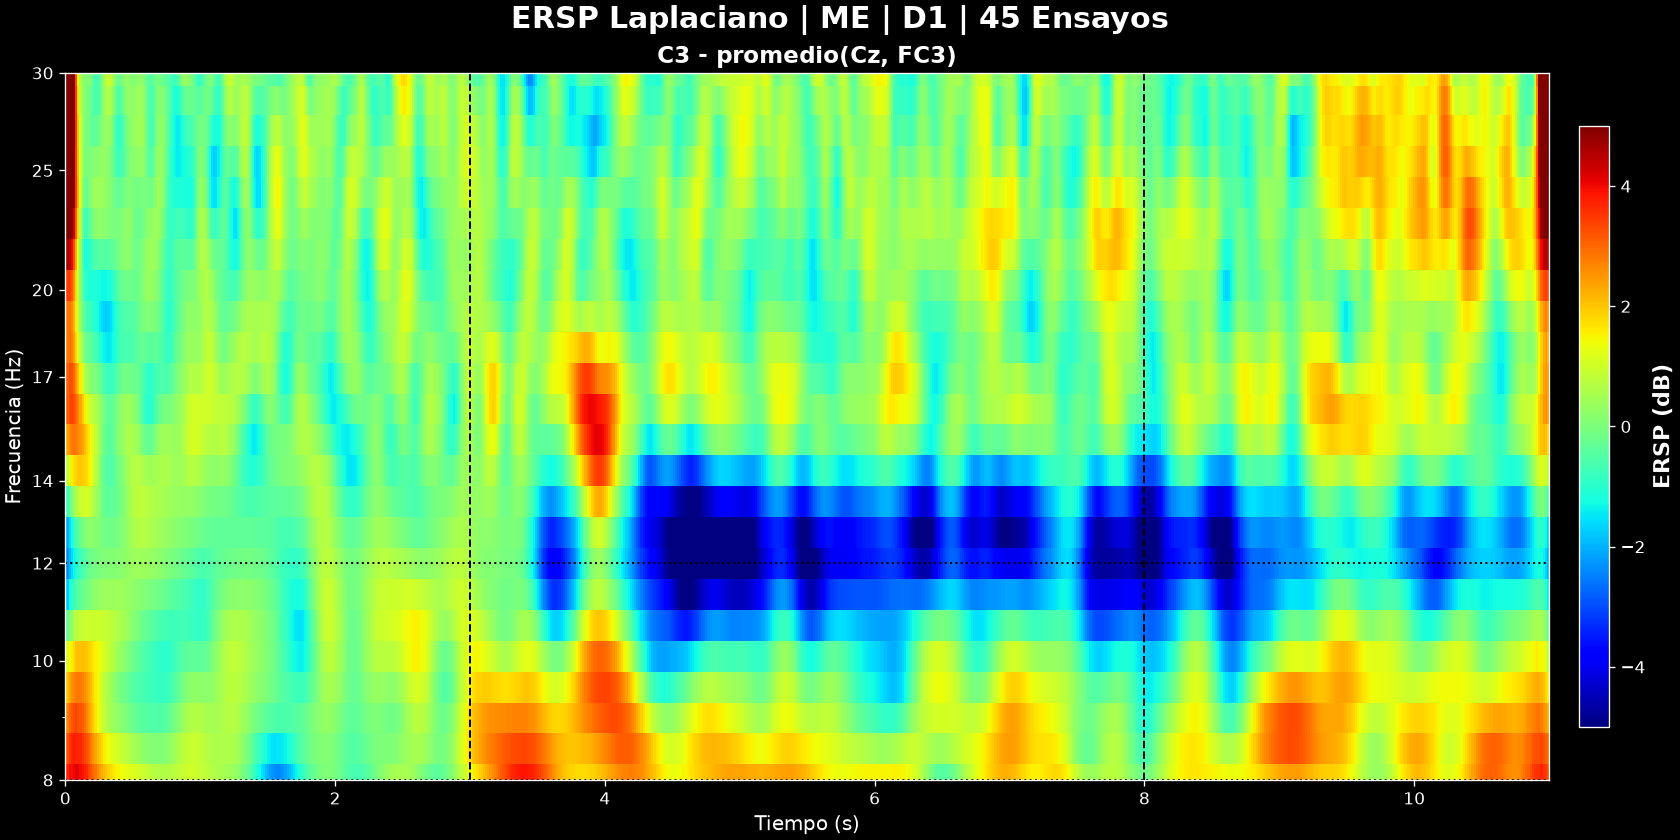 ERSP Laplaciano | ME | D1 | 45 Ensayos
C3 - promedio(Cz, FC3)
Frecuencia (Hz)
30
25
20
17
14
12
10
8
0 2 4 6 8 10
Tiempo (s)
4
2
0
−2
−4
ERSP (dB)